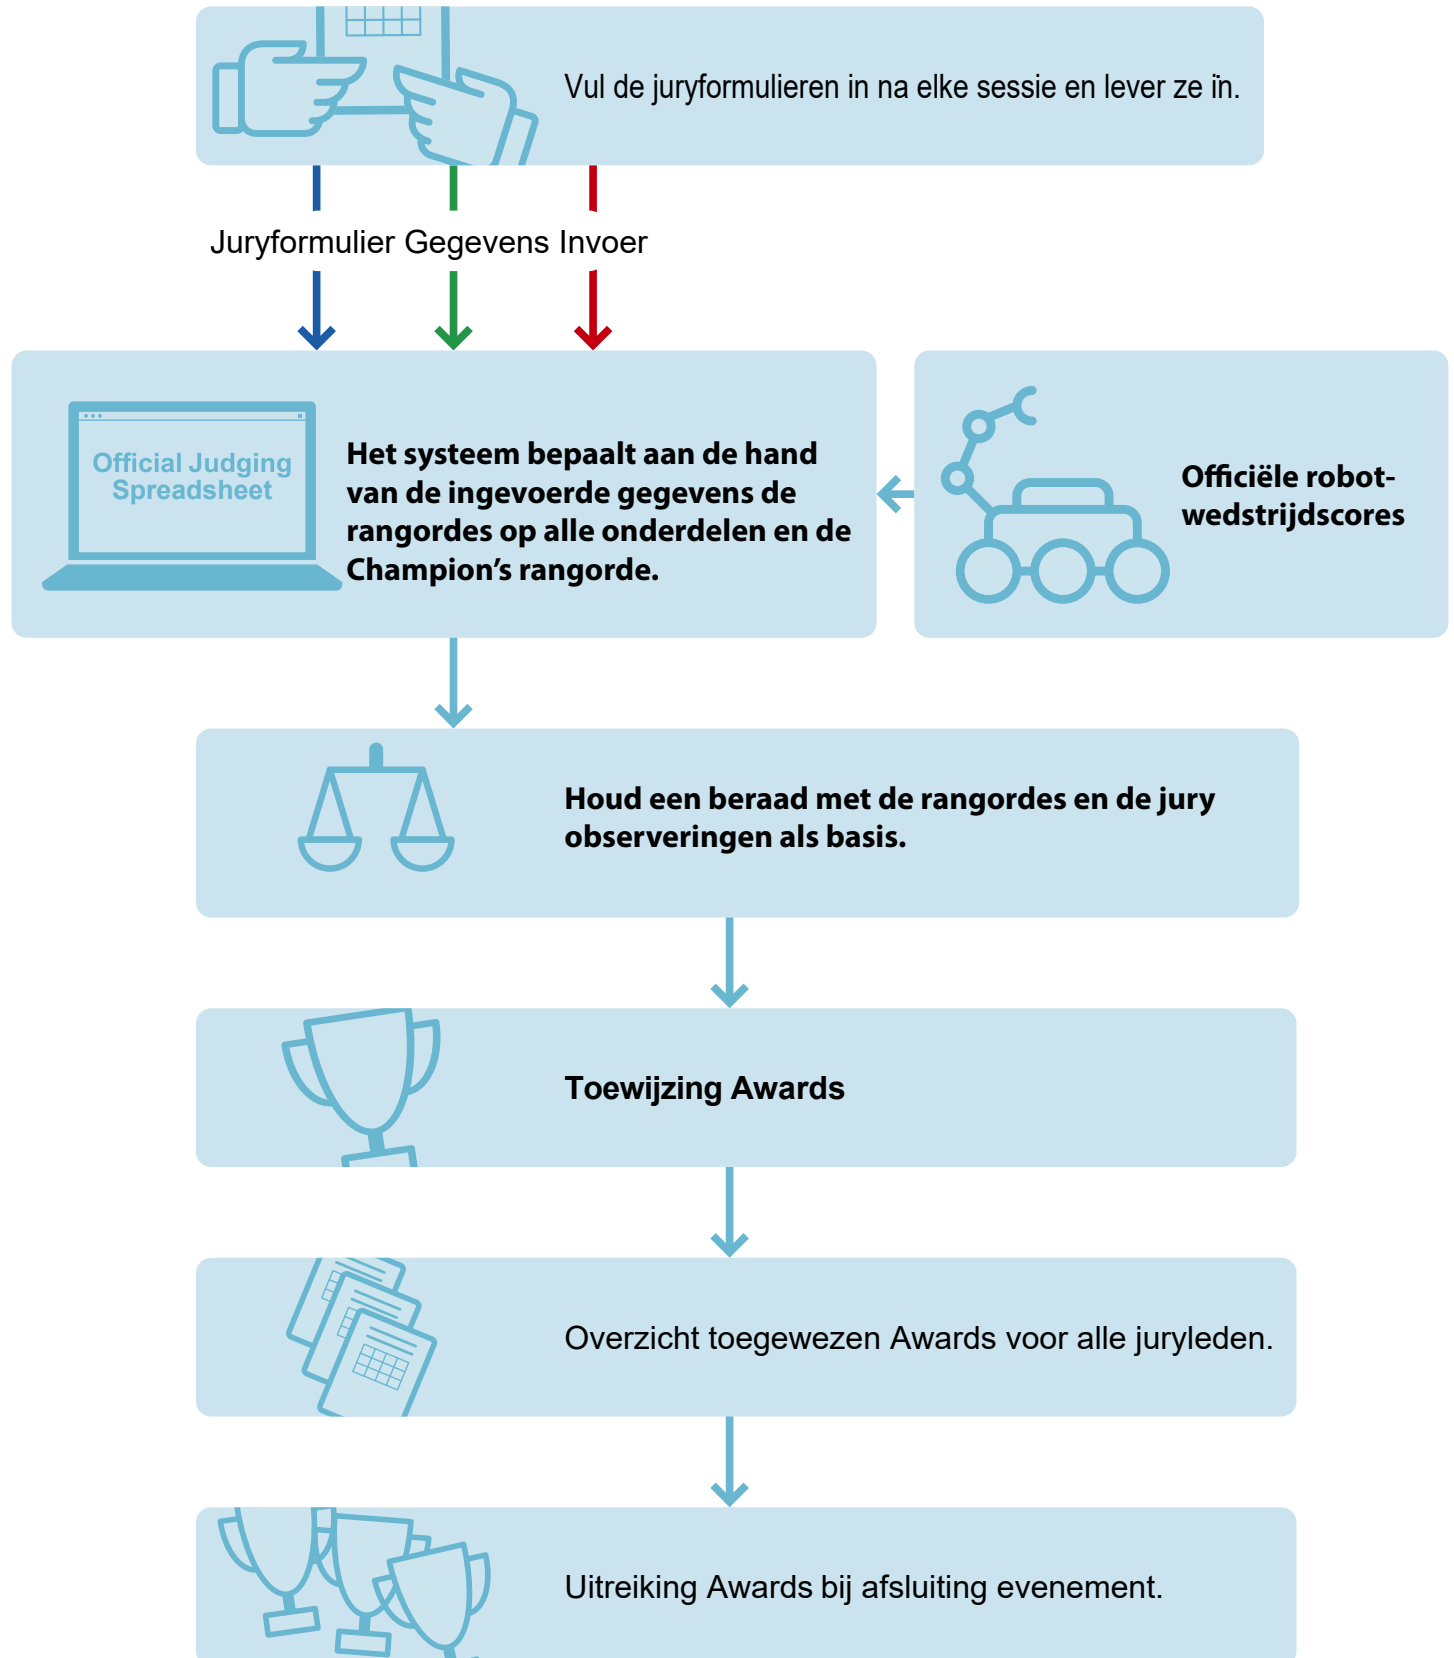 Vul de juryformulieren in na elke sessie en lever ze in.
Juryformulier Gegevens Invoer
Official Judging
Spreadsheet
Het systeem bepaalt aan de hand
van de ingevoerde gegevens de
rangordes op alle onderdelen en de
Champion’s rangorde.
Officiële robot-
wedstrijdscores
Houd een beraad met de rangordes en de jury
observeringen als basis.
Toewijzing Awards
Overzicht toegewezen Awards voor alle juryleden.
Uitreiking Awards bij afsluiting evenement.